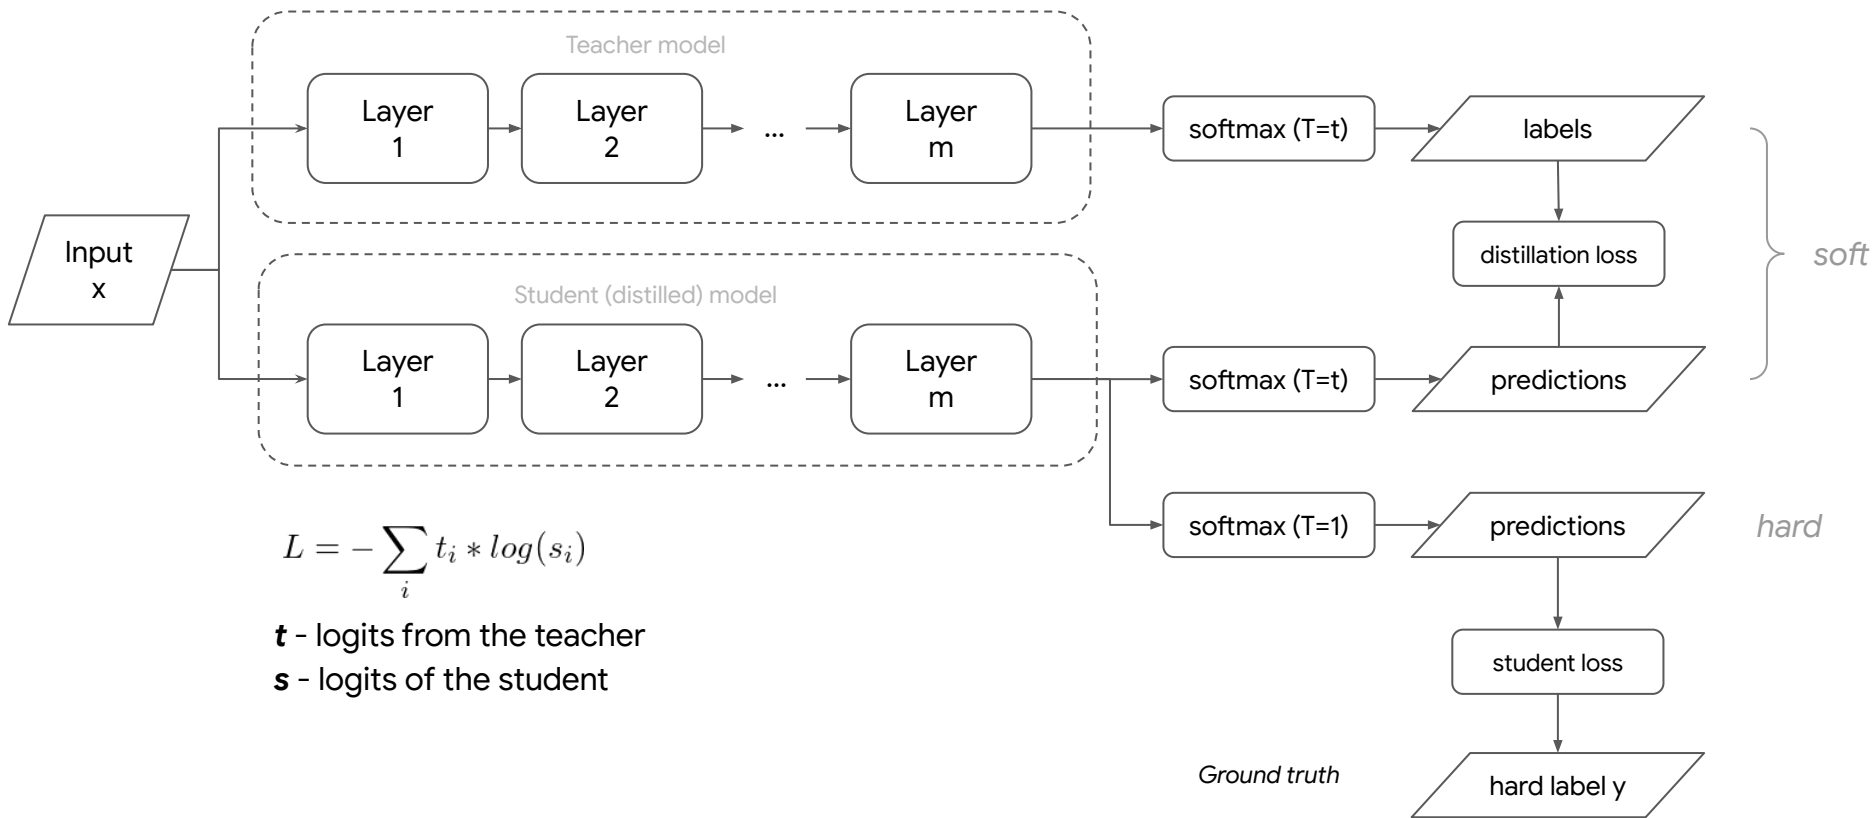 Teacher model
Layer
1
Layer
2
...
Layer
m
softmax (T=t)
labels
Input
x
distillation loss
soft
Student (distilled) model
Layer
1
Layer
2
...
Layer
m
softmax (T=t)
predictions
softmax (T=1)
predictions
hard
L = - ∑_i t_i * log(s_i)
t - logits from the teacher
s - logits of the student
student loss
Ground truth
hard label y